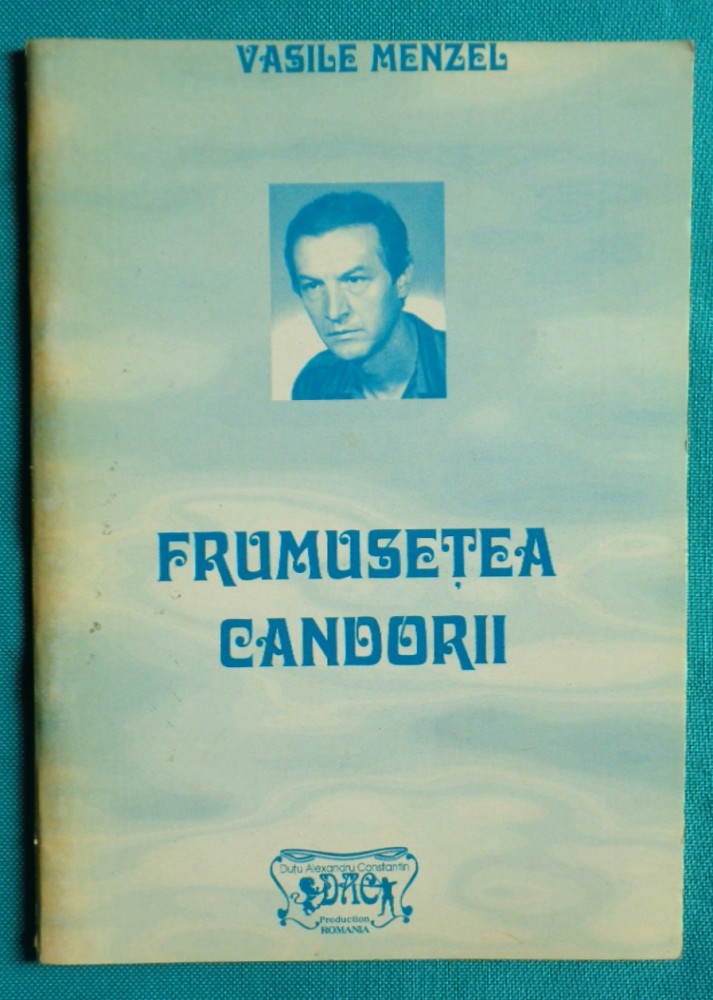 VASILE MENZEL
FRUMUSEȚEA
CANDORII
Duțu Alexandru Constantin
DAC
Production
ROMANIA